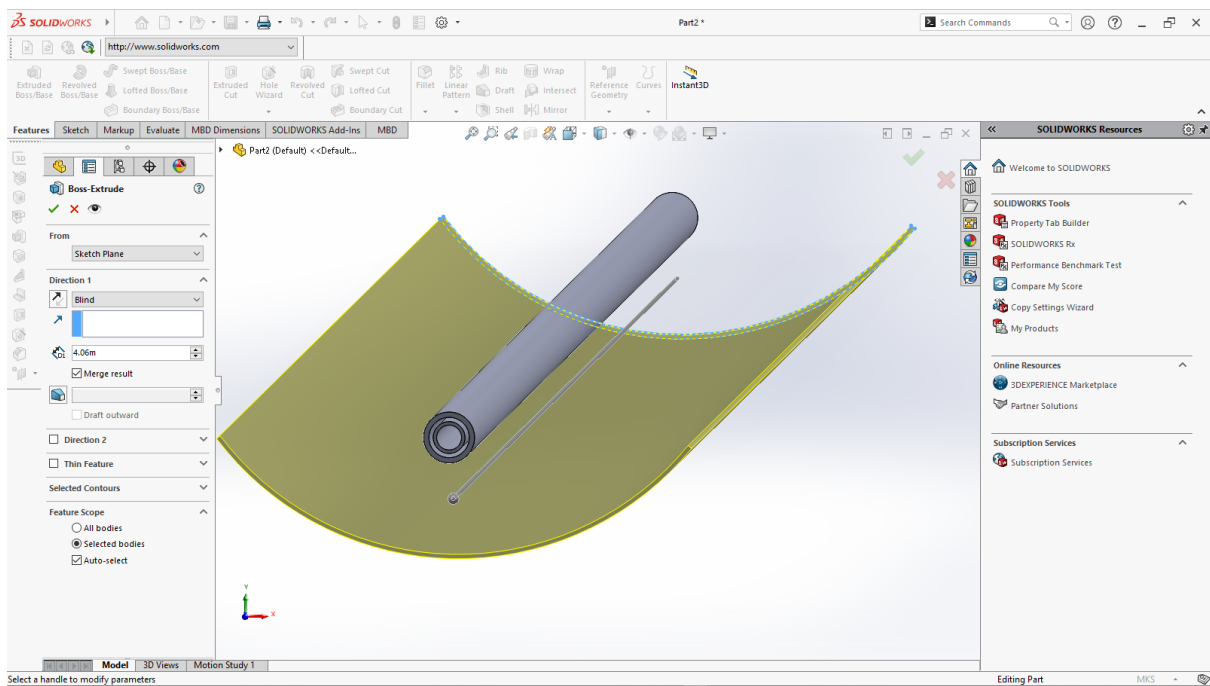 SOLIDWORKS
Part2 *
Search Commands
http://www.solidworks.com
Extruded Boss/Base
Revolved Boss/Base
Swept Boss/Base
Lofted Boss/Base
Boundary Boss/Base
Extruded Cut
Hole Wizard
Revolved Cut
Swept Cut
Lofted Cut
Boundary Cut
Fillet
Linear Pattern
Rib
Draft
Shell
Wrap
Intersect
Mirror
Reference Geometry
Curves
Instant3D
Features Sketch Markup Evaluate MBD Dimensions SOLIDWORKS Add-Ins MBD
3D
Part2 (Default) <<Default...
Boss-Extrude
From
Sketch Plane
Direction 1
Blind
D1
4.06m
Merge result
Draft outward
Direction 2
Thin Feature
Selected Contours
Feature Scope
All bodies
Selected bodies
Auto-select
Y
X
SOLIDWORKS Resources
Welcome to SOLIDWORKS
SOLIDWORKS Tools
Property Tab Builder
SOLIDWORKS Rx
Performance Benchmark Test
Compare My Score
Copy Settings Wizard
My Products
Online Resources
3DEXPERIENCE Marketplace
Partner Solutions
Subscription Services
Subscription Services
Model 3D Views Motion Study 1
Select a handle to modify parameters
Editing Part
MKS